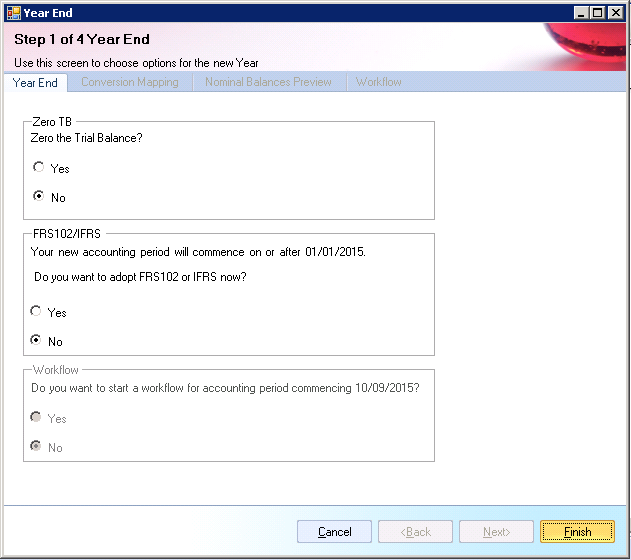 Year End
Step 1 of 4 Year End
Use this screen to choose options for the new Year
Year End Conversion Mapping Nominal Balances Preview Workflow
Zero TB
Zero the Trial Balance?
Yes
No
FRS102/IFRS
Your new accounting period will commence on or after 01/01/2015.
Do you want to adopt FRS102 or IFRS now?
Yes
No
Workflow
Do you want to start a workflow for accounting period commencing 10/09/2015?
Yes
No
Cancel <Back Next> Finish